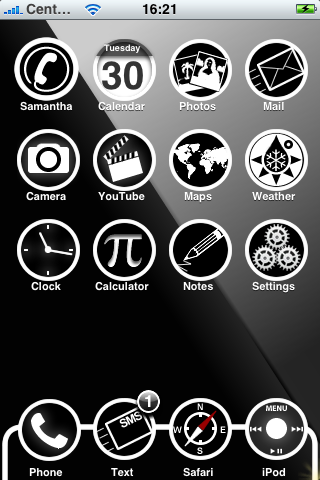 Cent... 16:21
Tuesday
30
Samantha Calendar Photos Mail
Camera YouTube Maps Weather
π
Clock Calculator Notes Settings
1
SMS
N
W E
S
MENU
Phone Text Safari iPod